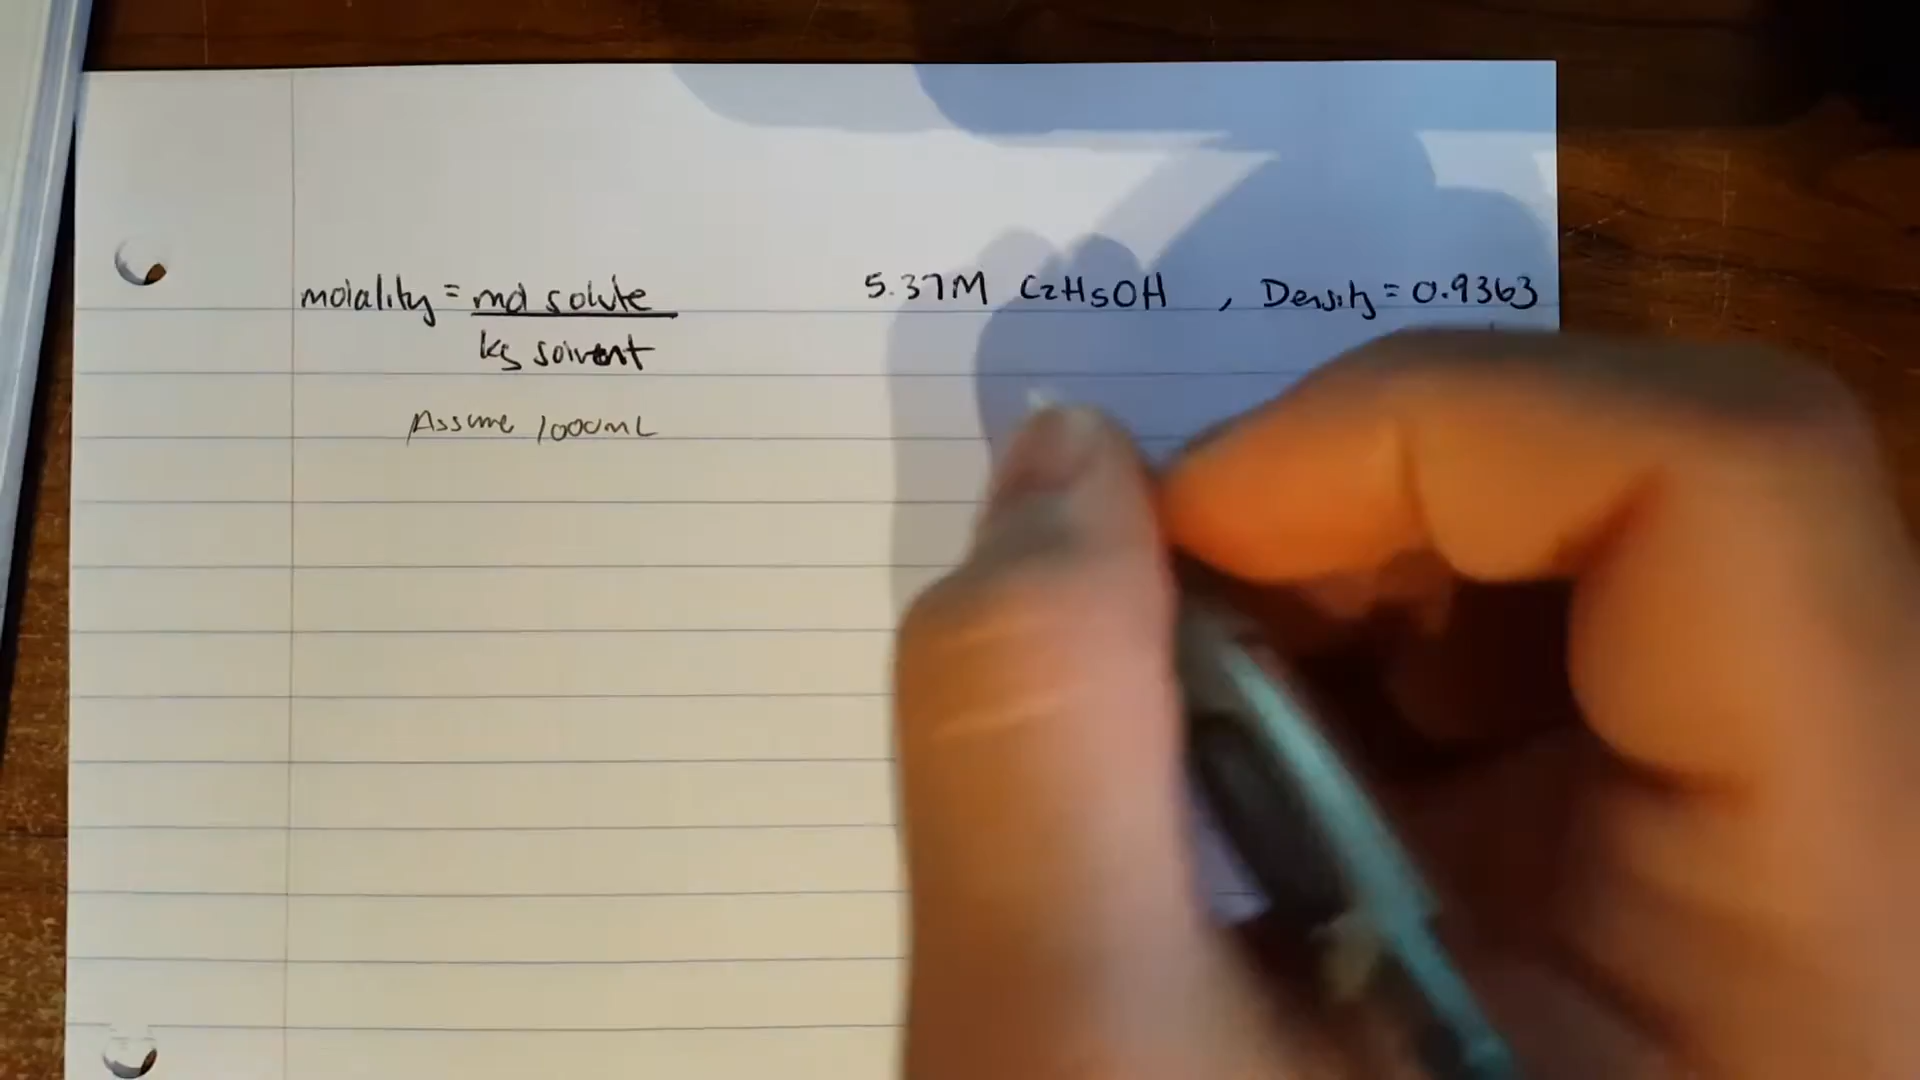 molality = mol solute
kg solvent
Assume 1000mL
5.37M C2H5OH , Density = 0.9363